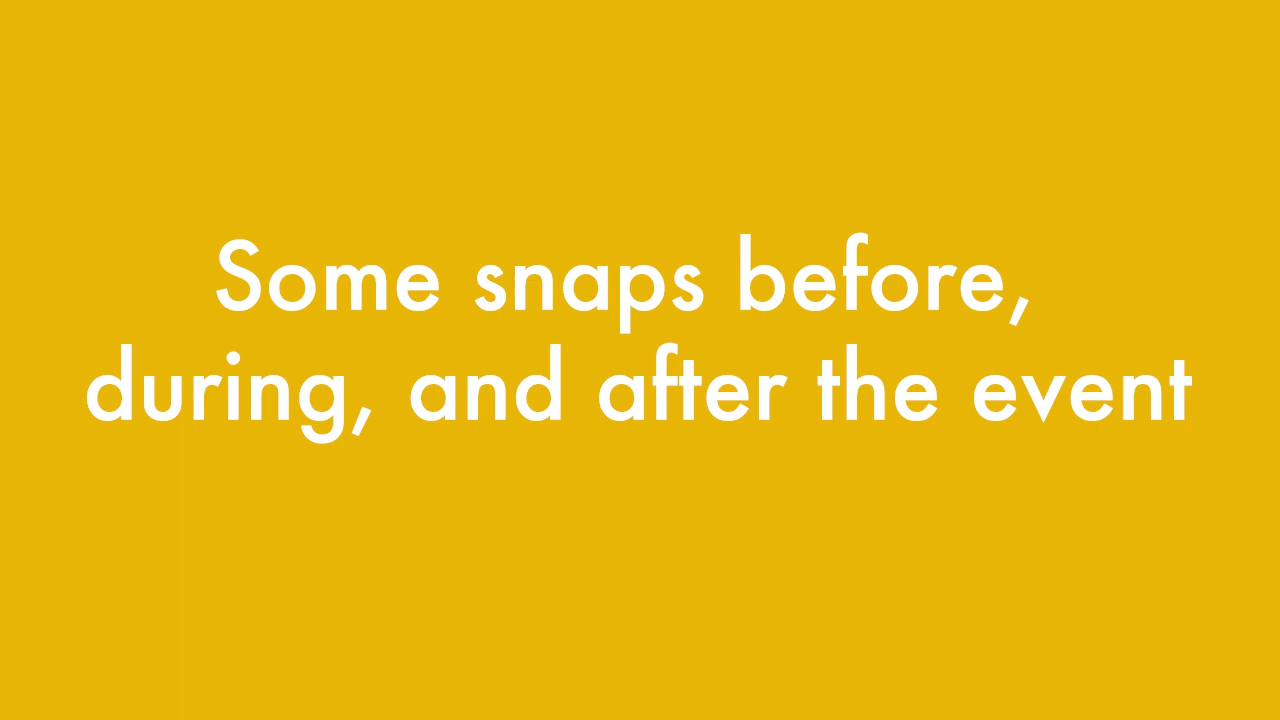 Some snaps before,
during, and after the event